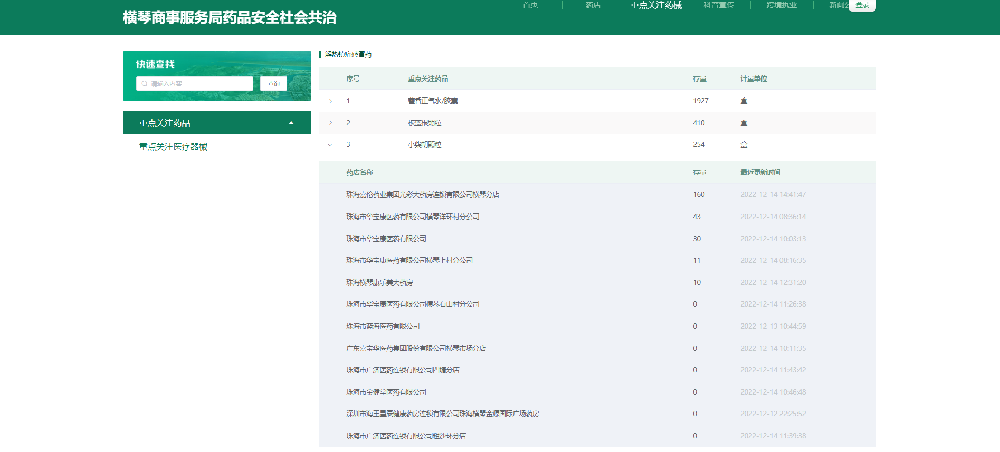 首页 药店 重点关注药械 科普宣传 跨境执业 新闻 登录
横琴商事服务局药品安全社会共治
快速查找
请输入内容 查询
重点关注药品
重点关注医疗器械
解热镇痛感冒药
序号 重点关注药品 存量 计量单位
1 藿香正气水/胶囊 1927 盒
2 板蓝根颗粒 410 盒
3 小柴胡颗粒 254 盒
药店名称 存量 最近更新时间
珠海嘉伦药业集团光彩大药房连锁有限公司横琴分店 160 2022-12-14 14:41:47
珠海市华宝康医药有限公司横琴洋环村分公司 43 2022-12-14 08:36:14
珠海市华宝康医药有限公司 30 2022-12-14 10:03:13
珠海市华宝康医药有限公司横琴上村分公司 11 2022-12-14 08:16:35
珠海横琴康乐美大药房 10 2022-12-14 12:31:20
珠海市华宝康医药有限公司横琴石山村分公司 0 2022-12-14 11:26:38
珠海市蓝海医药有限公司 0 2022-12-13 10:44:59
广东嘉宝华医药集团股份有限公司横琴市场分店 0 2022-12-14 10:11:35
珠海市广济医药连锁有限公司四塘分店 0 2022-12-14 11:43:42
珠海市金健堂医药有限公司 0 2022-12-14 10:46:48
深圳市海王星辰健康药房连锁有限公司珠海横琴金源国际广场药房 0 2022-12-12 22:25:52
珠海市广济医药连锁有限公司粗沙环分店 0 2022-12-14 11:39:38